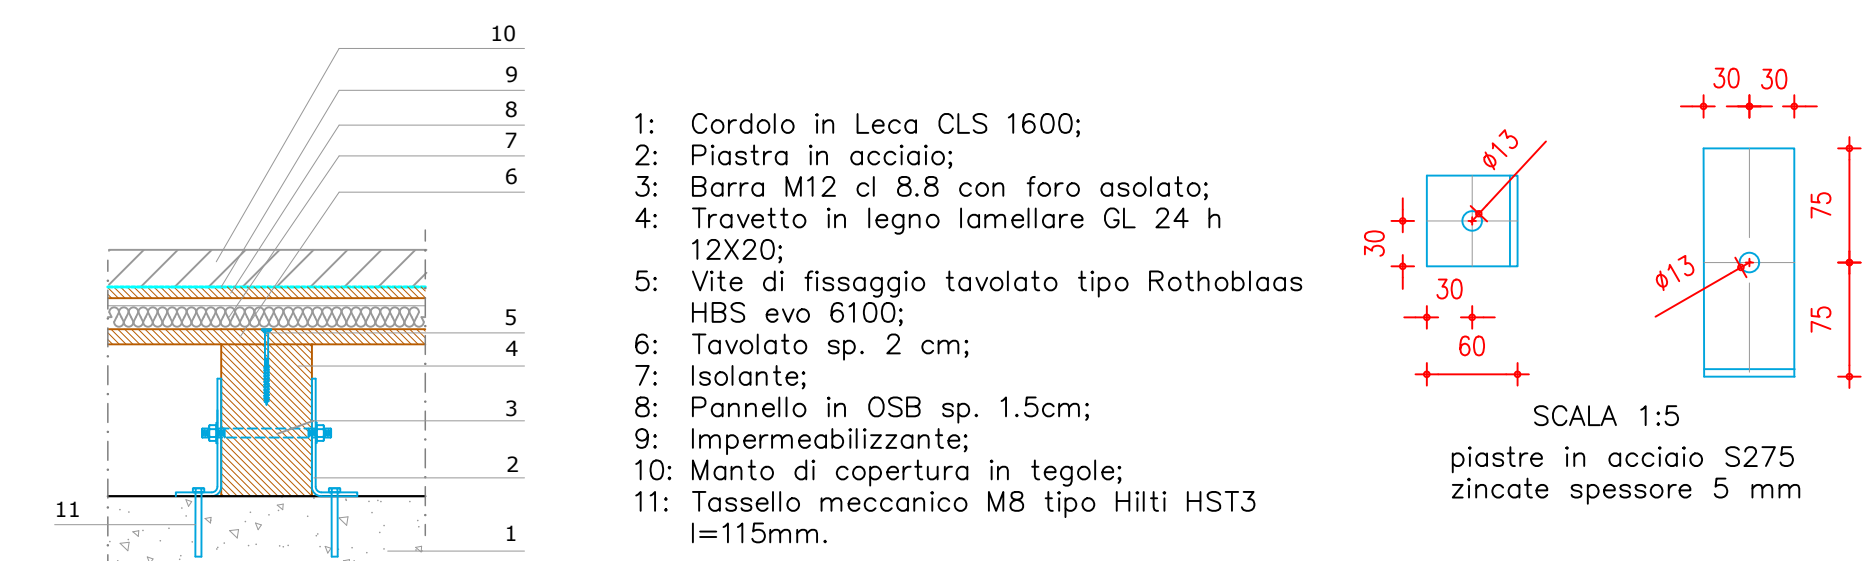 10
9
8
7
6
5
4
3
2
11
1
1: Cordolo in Leca CLS 1600;
2: Piastra in acciaio;
3: Barra M12 cl 8.8 con foro asolato;
4: Travetto in legno lamellare GL 24 h
12X20;
5: Vite di fissaggio tavolato tipo Rothoblaas
HBS evo 6100;
6: Tavolato sp. 2 cm;
7: Isolante;
8: Pannello in OSB sp. 1.5cm;
9: Impermeabilizzante;
10: Manto di copertura in tegole;
11: Tassello meccanico M8 tipo Hilti HST3
l=115mm.
ø13
30
30
60
30 30
75
ø13
75
SCALA 1:5
piastre in acciaio S275
zincate spessore 5 mm